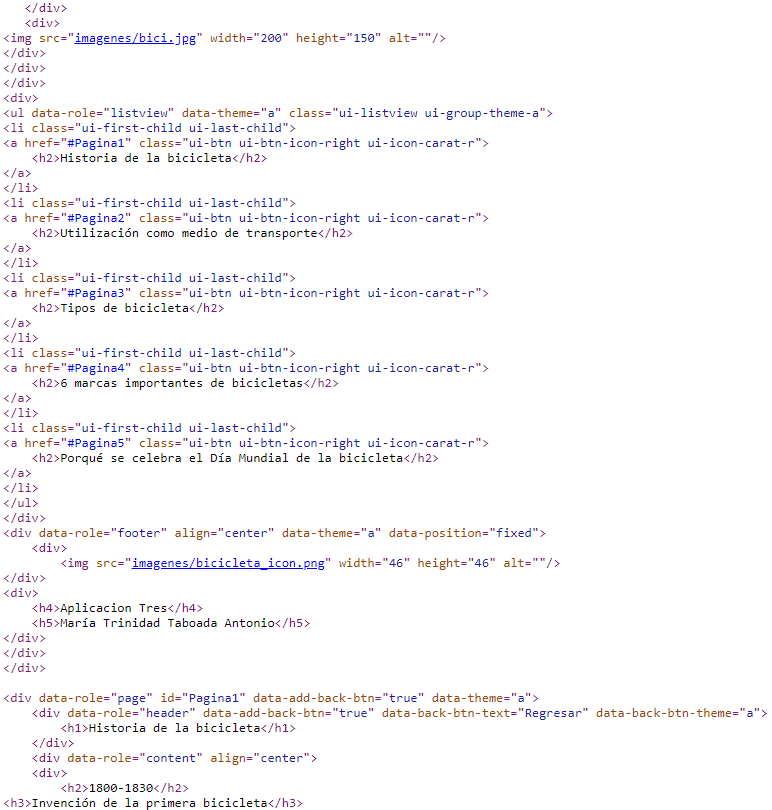 </div>
<div>
<img src="imagenes/bici.jpg" width="200" height="150" alt=""/>
</div>
</div>
</div>
<div>
<ul data-role="listview" data-theme="a" class="ui-listview ui-group-theme-a">
<li class="ui-first-child ui-last-child">
<a href="#Pagina1" class="ui-btn ui-btn-icon-right ui-icon-carat-r">
<h2>Historia de la bicicleta</h2>
</a>
</li>
<li class="ui-first-child ui-last-child">
<a href="#Pagina2" class="ui-btn ui-btn-icon-right ui-icon-carat-r">
<h2>Utilización como medio de transporte</h2>
</a>
</li>
<li class="ui-first-child ui-last-child">
<a href="#Pagina3" class="ui-btn ui-btn-icon-right ui-icon-carat-r">
<h2>Tipos de bicicleta</h2>
</a>
</li>
<li class="ui-first-child ui-last-child">
<a href="#Pagina4" class="ui-btn ui-btn-icon-right ui-icon-carat-r">
<h2>6 marcas importantes de bicicletas</h2>
</a>
</li>
<li class="ui-first-child ui-last-child">
<a href="#Pagina5" class="ui-btn ui-btn-icon-right ui-icon-carat-r">
<h2>Porqué se celebra el Día Mundial de la bicicleta</h2>
</a>
</li>
</ul>
</div>
<div data-role="footer" align="center" data-theme="a" data-position="fixed">
<div>
<img src="imagenes/bicicleta_icon.png" width="46" height="46" alt=""/>
</div>
<div>
<h4>Aplicacion Tres</h4>
<h5>María Trinidad Taboada Antonio</h5>
</div>
</div>
</div>
<div data-role="page" id="Pagina1" data-add-back-btn="true" data-theme="a">
<div data-role="header" data-add-back-btn="true" data-back-btn-text="Regresar" data-back-btn-theme="a">
<h1>Historia de la bicicleta</h1>
</div>
<div data-role="content" align="center">
<div>
<h2>1800-1830</h2>
<h3>Invención de la primera bicicleta</h3>